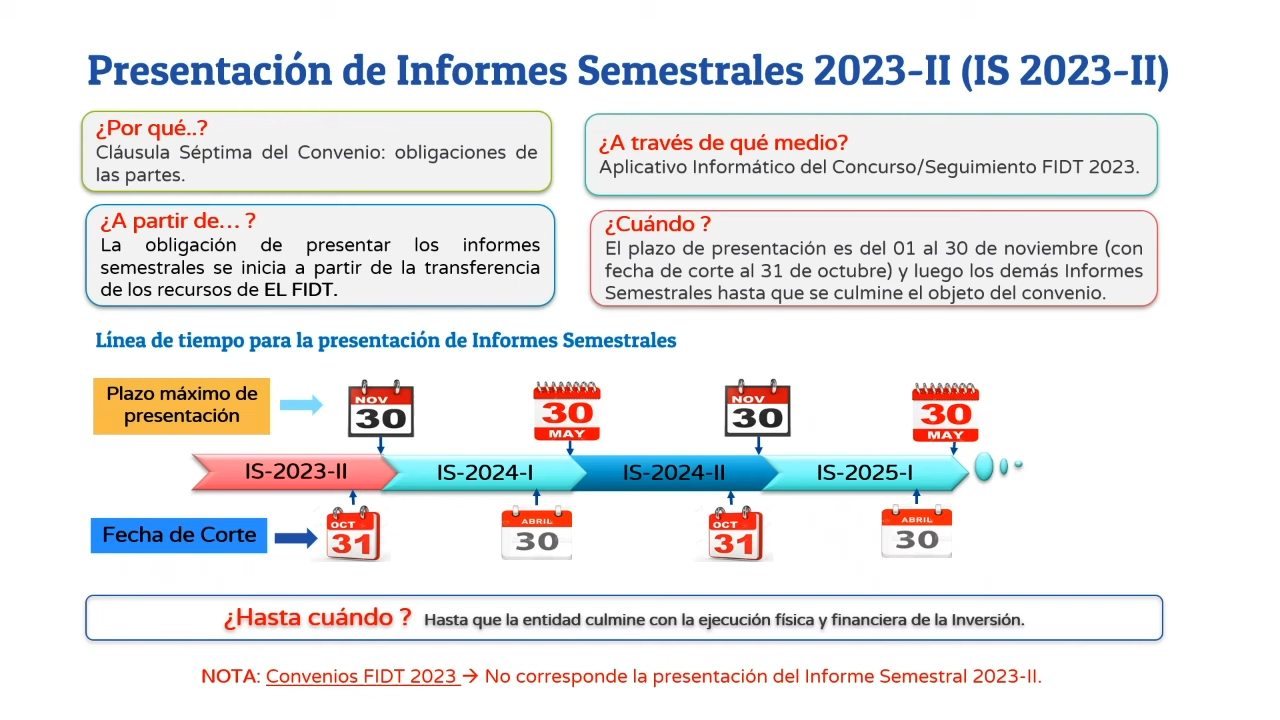 Presentación de Informes Semestrales 2023-II (IS 2023-II)
¿Por qué..?
Cláusula Séptima del Convenio: obligaciones de
las partes.
¿A través de qué medio?
Aplicativo Informático del Concurso/Seguimiento FIDT 2023.
¿A partir de… ?
La obligación de presentar los informes
semestrales se inicia a partir de la transferencia
de los recursos de EL FIDT.
¿Cuándo ?
El plazo de presentación es del 01 al 30 de noviembre (con
fecha de corte al 31 de octubre) y luego los demás Informes
Semestrales hasta que se culmine el objeto del convenio.
Línea de tiempo para la presentación de Informes Semestrales
Plazo máximo de
presentación
NOV
30
30
MAY
NOV
30
30
MAY
IS-2023-II
IS-2024-I
IS-2024-II
IS-2025-I
Fecha de Corte
OCT
31
ABRIL
30
OCT
31
ABRIL
30
¿Hasta cuándo ? Hasta que la entidad culmine con la ejecución física y financiera de la Inversión.
NOTA: Convenios FIDT 2023 → No corresponde la presentación del Informe Semestral 2023-II.